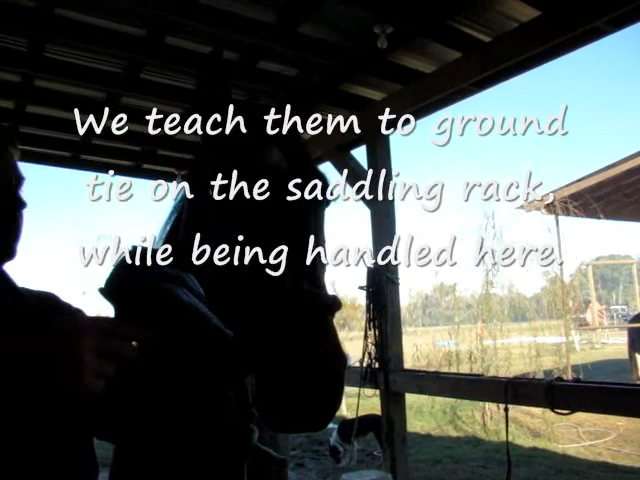 We teach them to ground
tie on the saddling rack,
while being handled here.